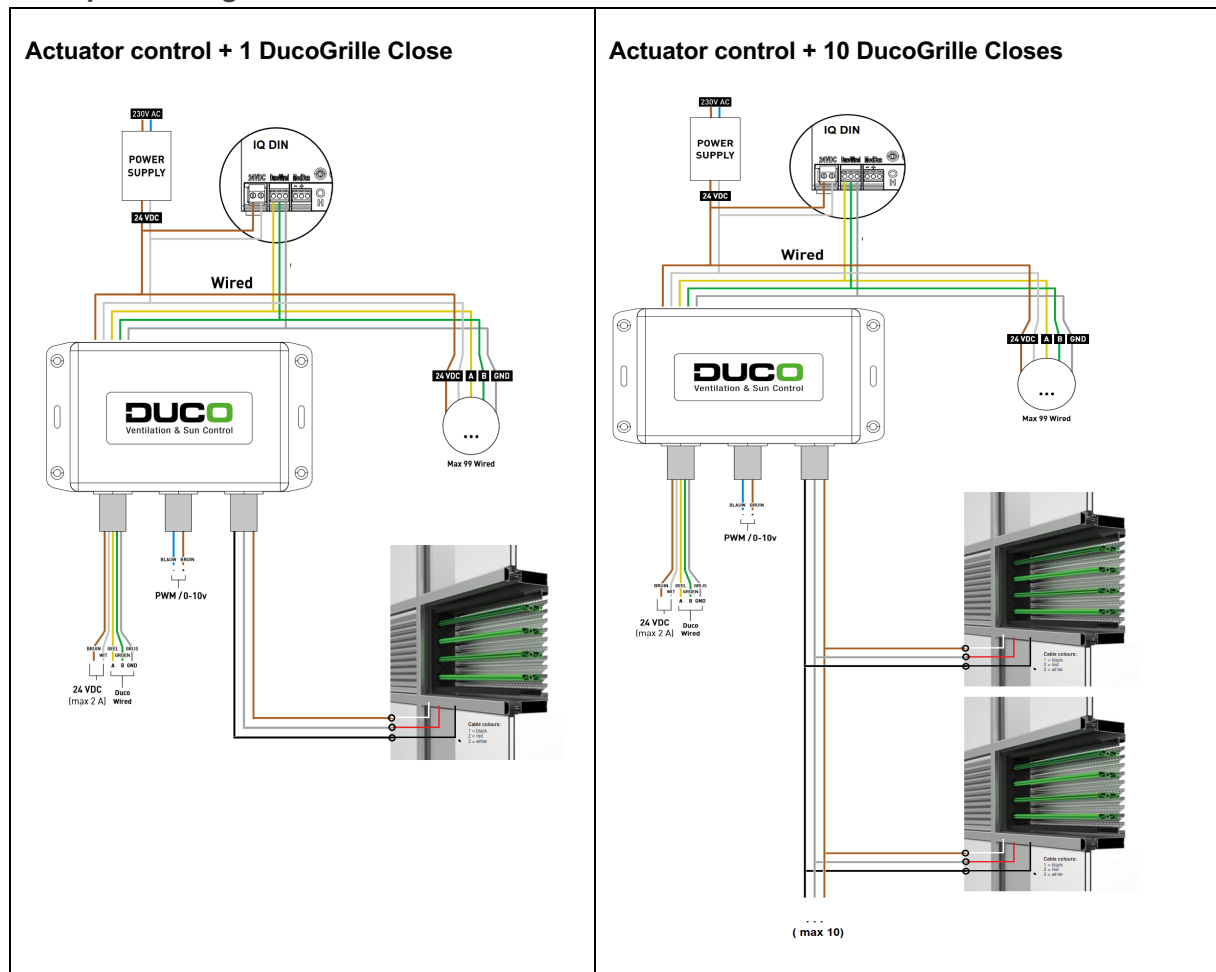 Actuator control + 1 DucoGrille Close
230V AC
POWER
SUPPLY
24 VDC
IQ DIN
24VDC DucoWired ModBus
H
Wired
DUCO
Ventilation & Sun Control
24 VDC A B GND
...
Max 99 Wired
BLAUW BRUIN
- +
PWM / 0-10v
BRUIN GEEL GRIJS
WIT GROEN
A B GND
24 VDC
(max 2 A)
Duco
Wired
Cable colours:
1 = black
2 = red
3 = white
Actuator control + 10 DucoGrille Closes
230V AC
POWER
SUPPLY
24 VDC
IQ DIN
24VDC DucoWired ModBus
H
Wired
DUCO
Ventilation & Sun Control
24 VDC A B GND
...
Max 99 Wired
BLAUW BRUIN
- +
PWM / 0-10v
BRUIN GEEL GRIJS
WIT GROEN
A B GND
24 VDC
(max 2 A)
Duco
Wired
Cable colours:
1 = black
2 = red
3 = white
Cable colours:
1 = black
2 = red
3 = white
...
( max 10)